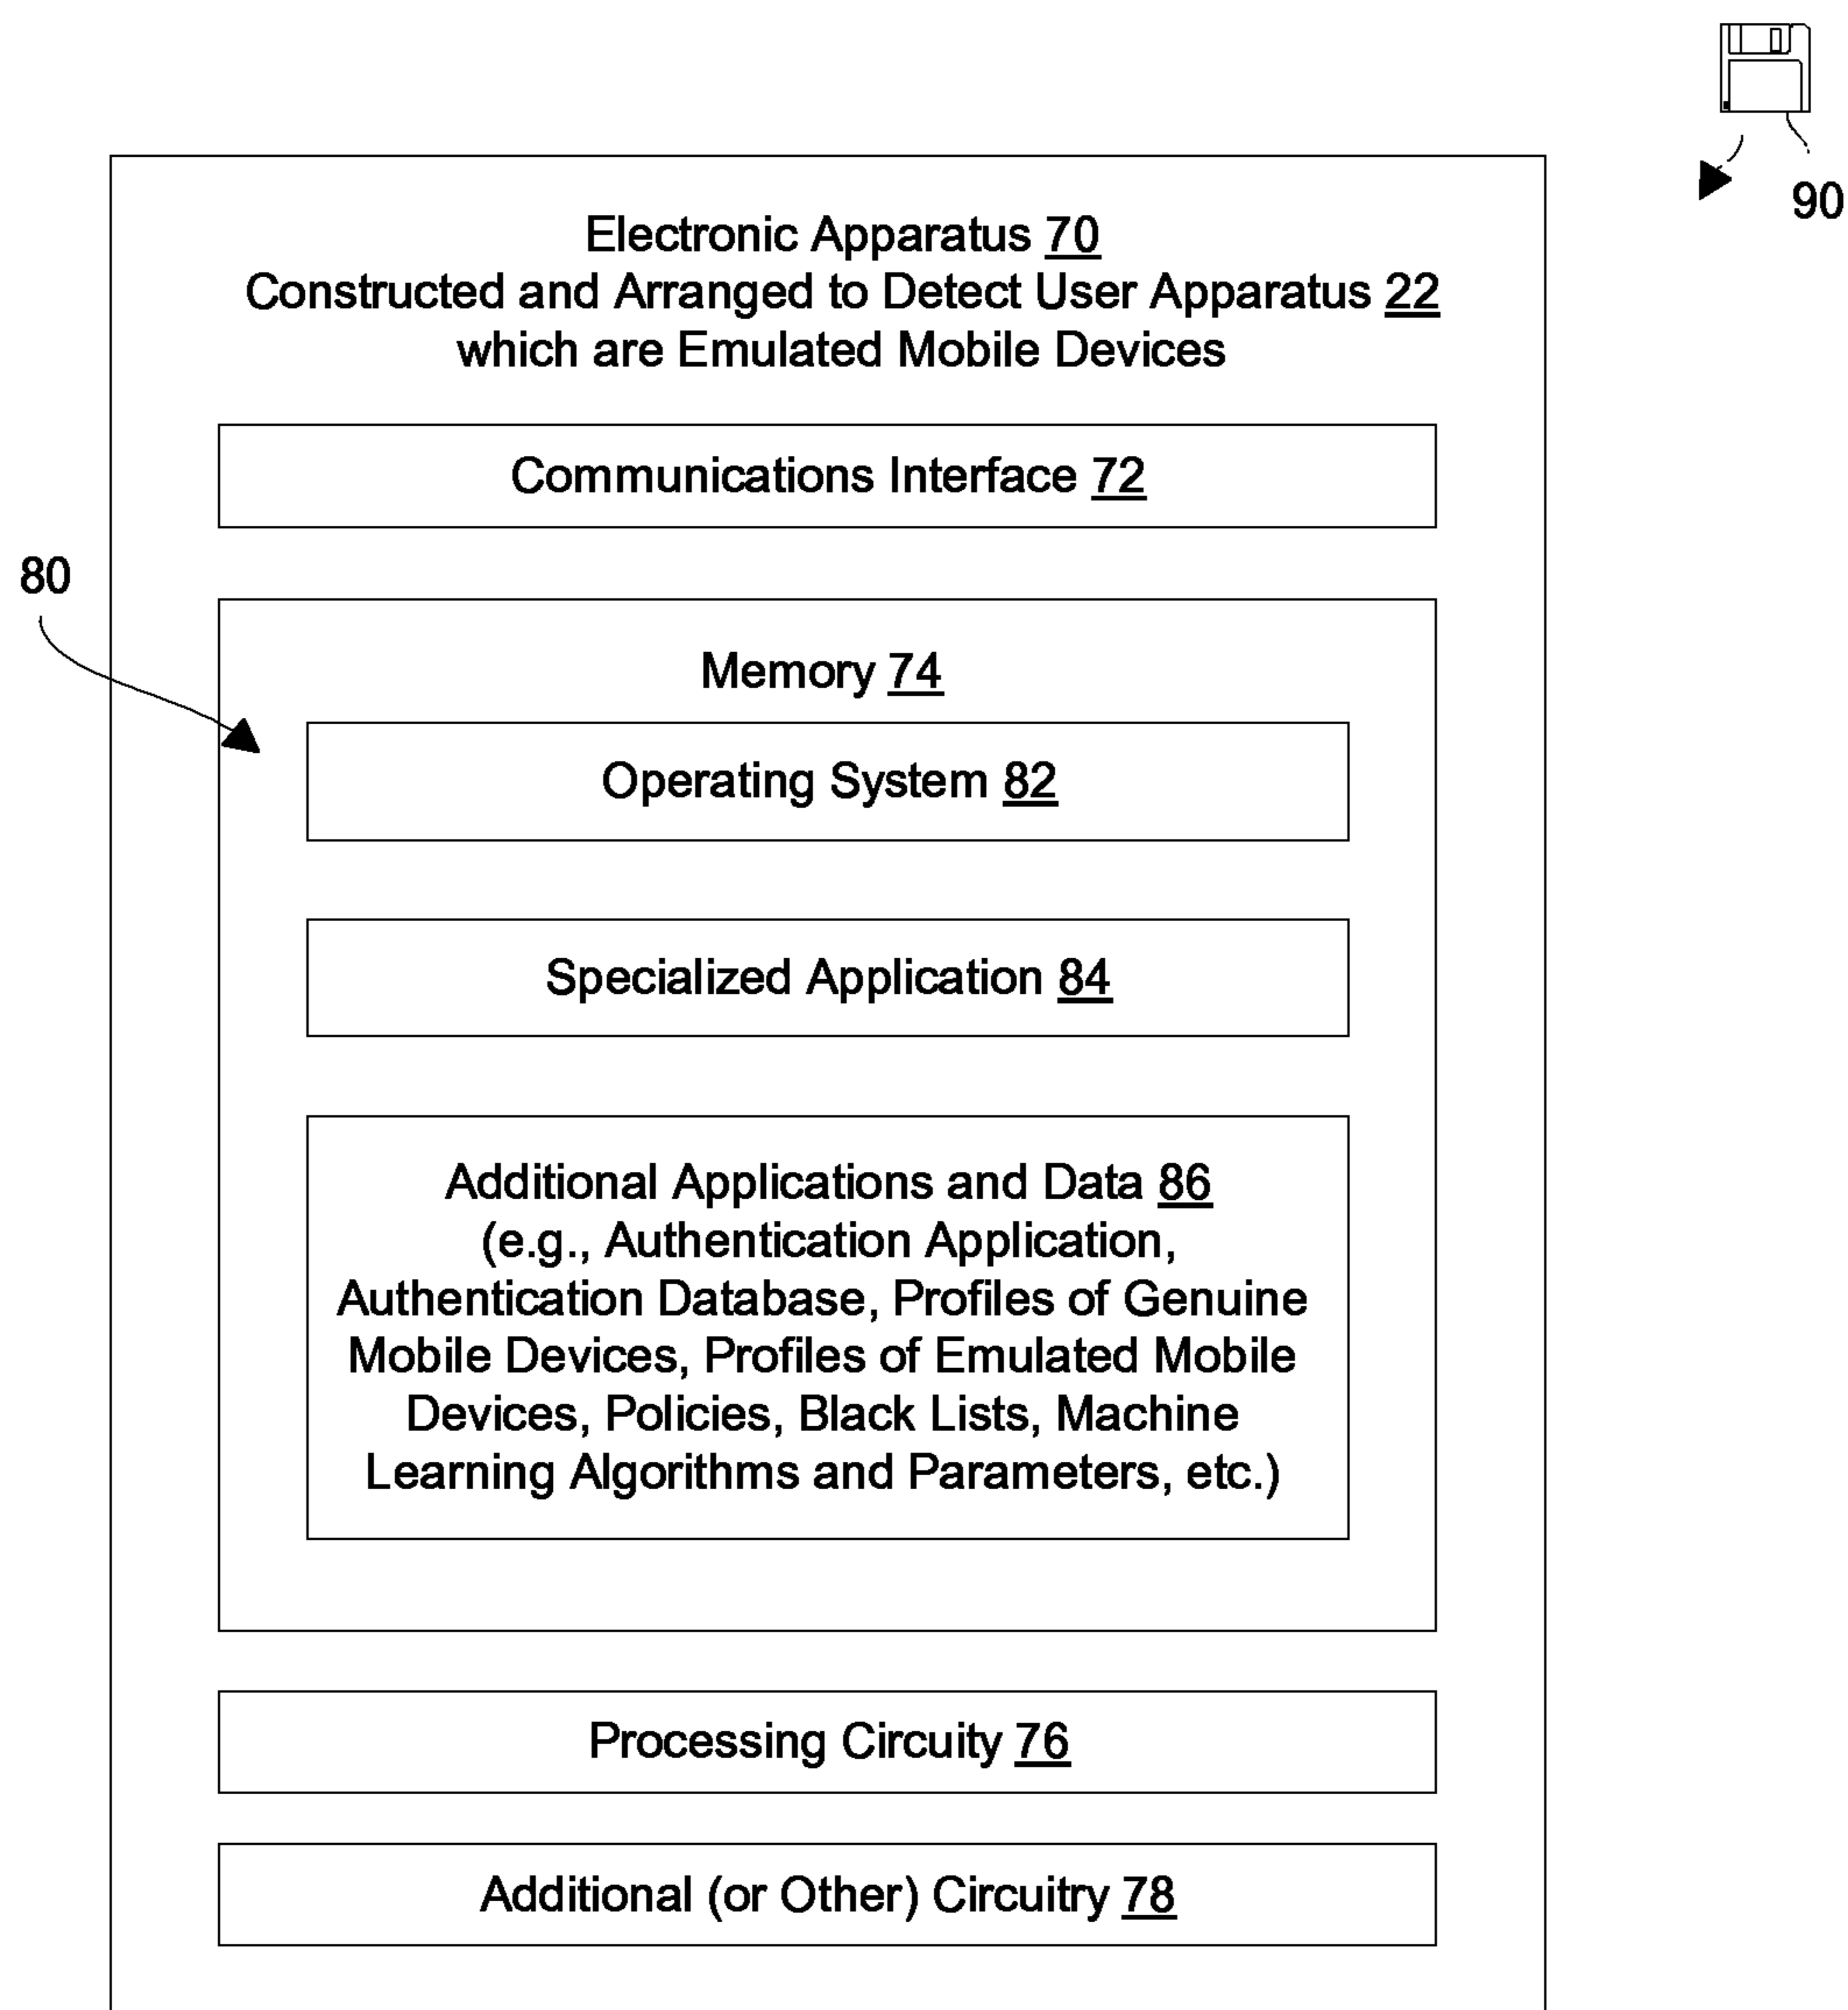 90
Electronic Apparatus 70
Constructed and Arranged to Detect User Apparatus 22
which are Emulated Mobile Devices
Communications Interface 72
80
Memory 74
Operating System 82
Specialized Application 84
Additional Applications and Data 86
(e.g., Authentication Application,
Authentication Database, Profiles of Genuine
Mobile Devices, Profiles of Emulated Mobile
Devices, Policies, Black Lists, Machine
Learning Algorithms and Parameters, etc.)
Processing Circuity 76
Additional (or Other) Circuitry 78